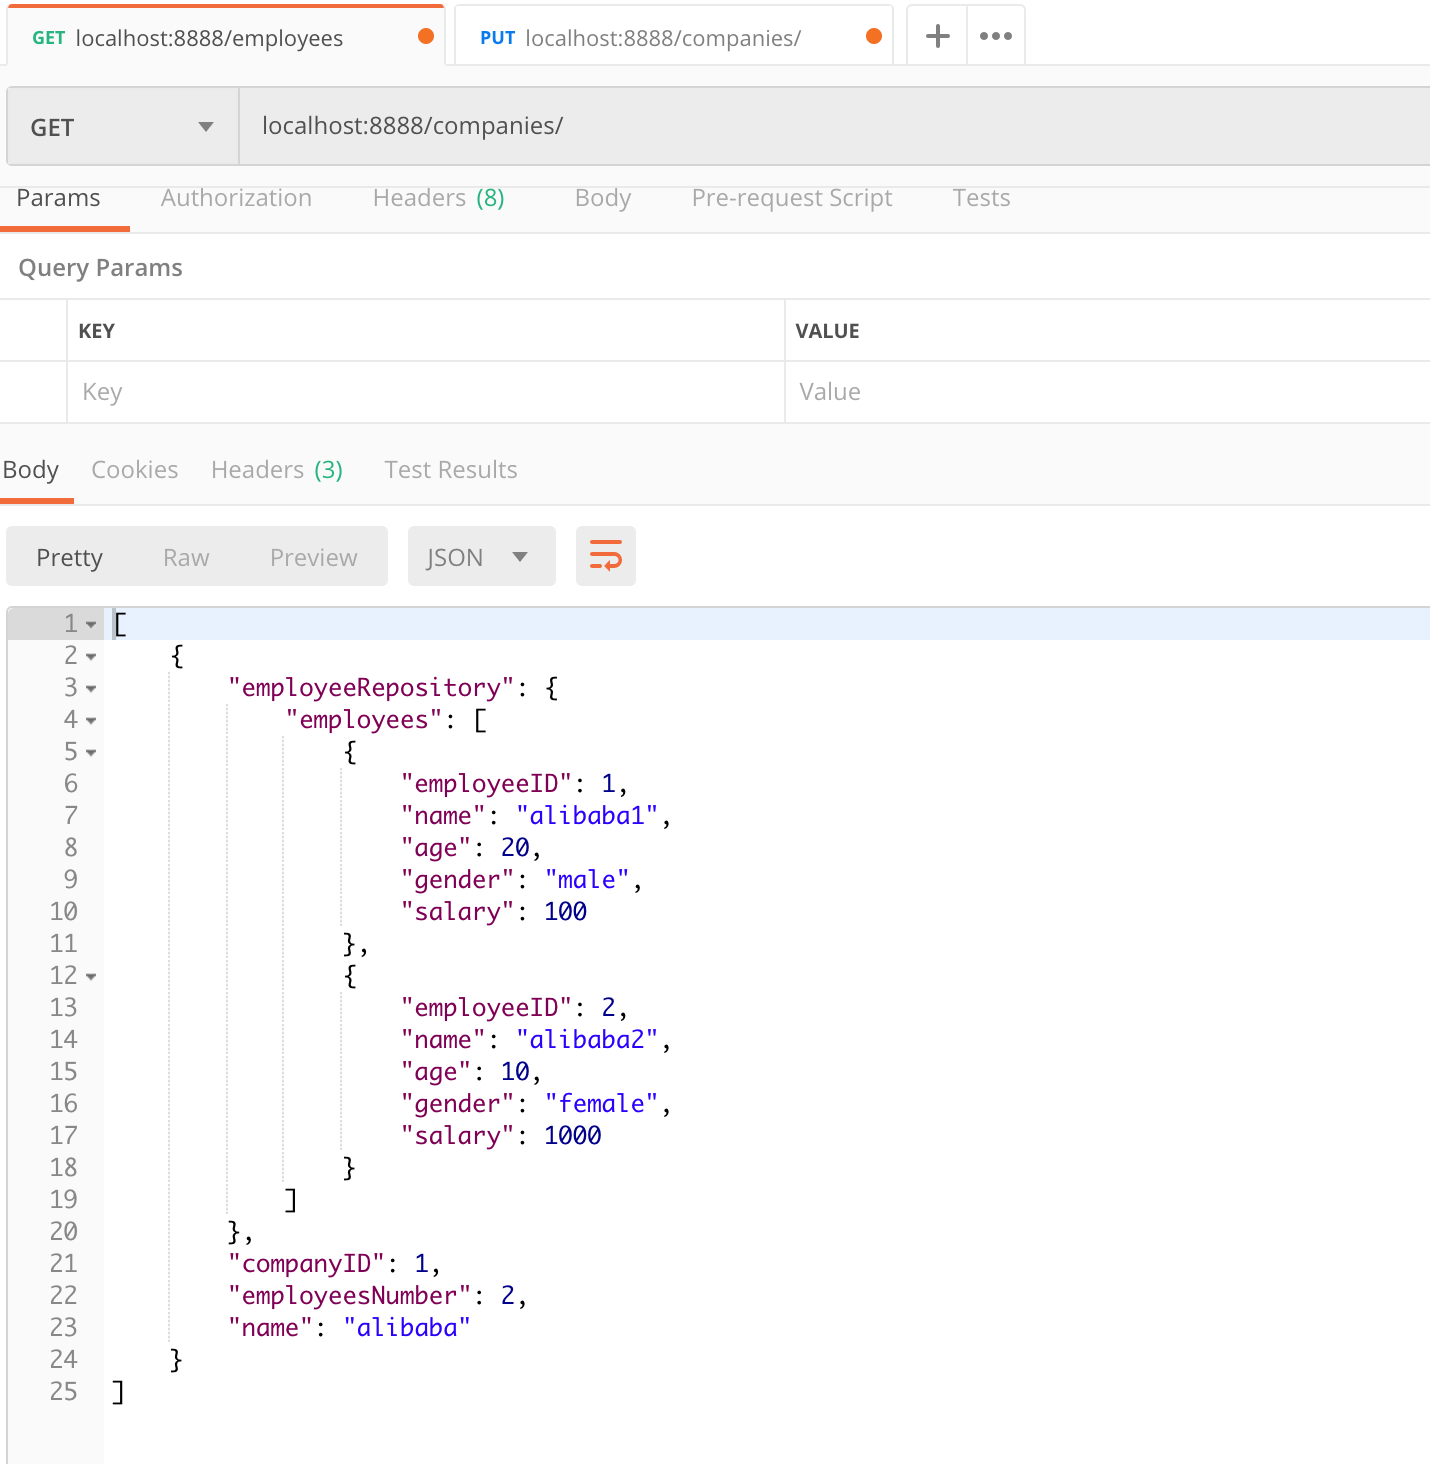 GET localhost:8888/employees PUT localhost:8888/companies/
GET localhost:8888/companies/
Params Authorization Headers (8) Body Pre-request Script Tests
Query Params
KEY VALUE
Key Value
Body Cookies Headers (3) Test Results
Pretty Raw Preview JSON
1 [
2 {
3 "employeeRepository": {
4 "employees": [
5 {
6 "employeeID": 1,
7 "name": "alibaba1",
8 "age": 20,
9 "gender": "male",
10 "salary": 100
11 },
12 {
13 "employeeID": 2,
14 "name": "alibaba2",
15 "age": 10,
16 "gender": "female",
17 "salary": 1000
18 }
19 ]
20 },
21 "companyID": 1,
22 "employeesNumber": 2,
23 "name": "alibaba"
24 }
25 ]